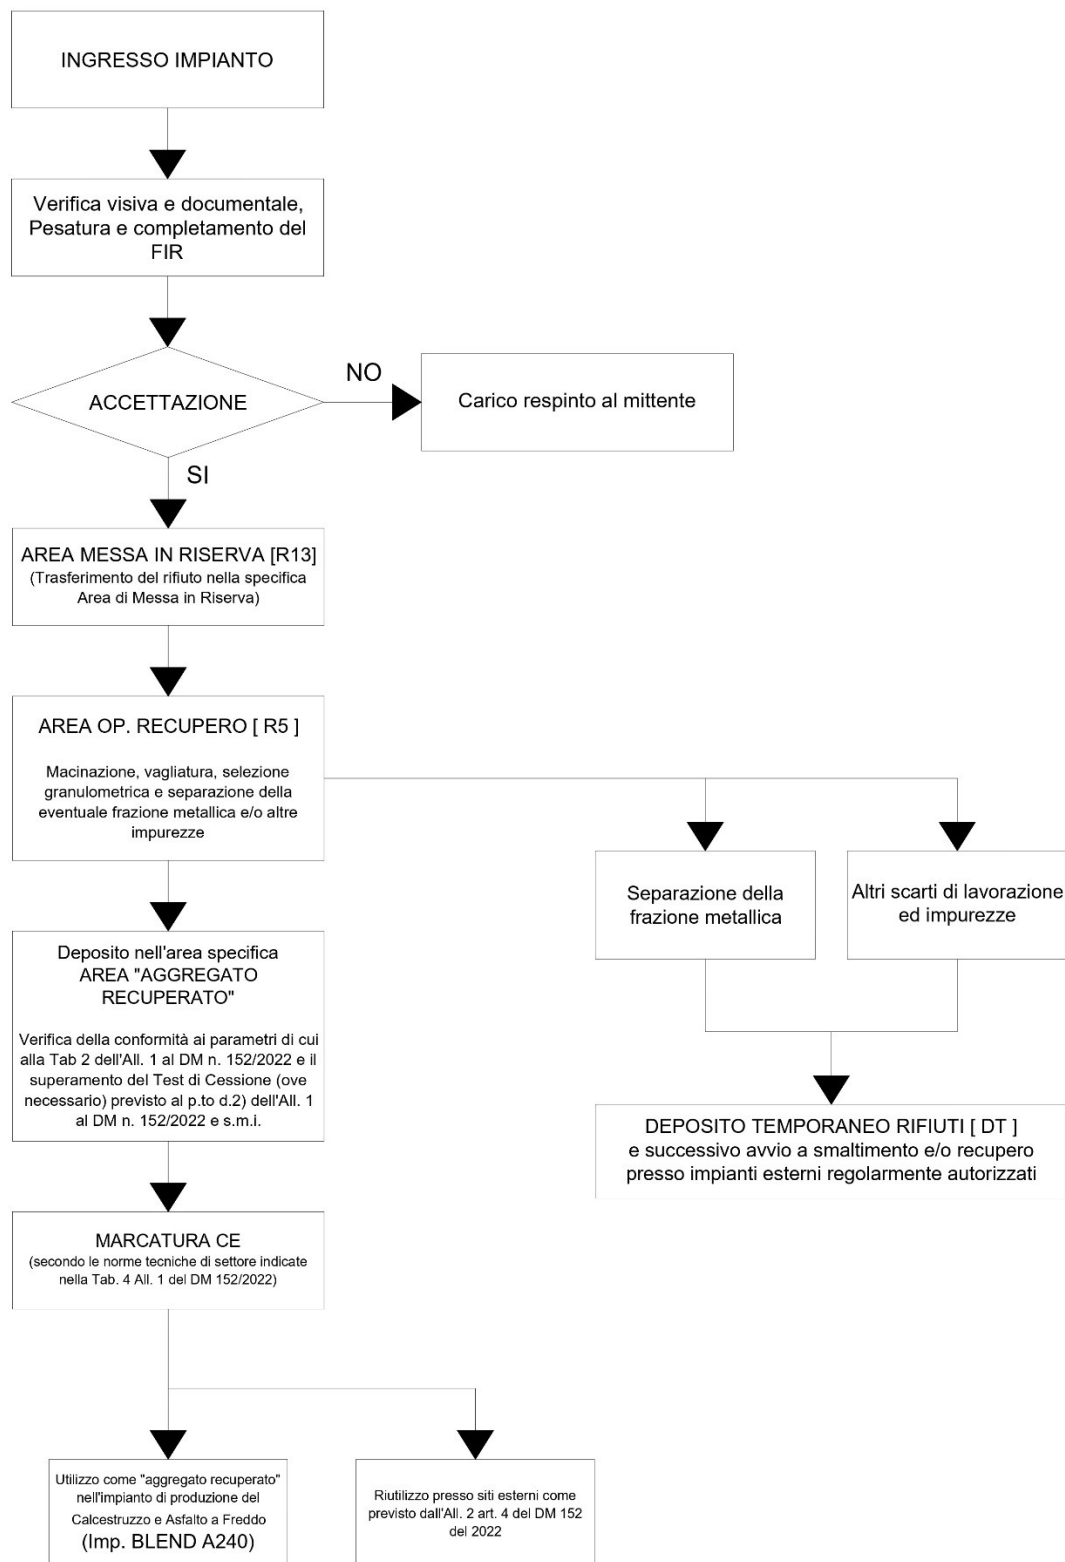 INGRESSO IMPIANTO
Verifica visiva e documentale,
Pesatura e completamento del
FIR
ACCETTAZIONE
NO
Carico respinto al mittente
SI
AREA MESSA IN RISERVA [R13]
(Trasferimento del rifiuto nella specifica
Area di Messa in Riserva)
AREA OP. RECUPERO [ R5 ]
Macinazione, vagliatura, selezione
granulometrica e separazione della
eventuale frazione metallica e/o altre
impurezze
Separazione della
frazione metallica
Altri scarti di lavorazione
ed impurezze
Deposito nell'area specifica
AREA "AGGREGATO
RECUPERATO"
Verifica della conformità ai parametri di cui
alla Tab 2 dell'All. 1 al DM n. 152/2022 e il
superamento del Test di Cessione (ove
necessario) previsto al p.to d.2) dell'All. 1
al DM n. 152/2022 e s.m.i.
DEPOSITO TEMPORANEO RIFIUTI [ DT ]
e successivo avvio a smaltimento e/o recupero
presso impianti esterni regolarmente autorizzati
MARCATURA CE
(secondo le norme tecniche di settore indicate
nella Tab. 4 All. 1 del DM 152/2022)
Utilizzo come "aggregato recuperato"
nell'impianto di produzione del
Calcestruzzo e Asfalto a Freddo
(Imp. BLEND A240)
Riutilizzo presso siti esterni come
previsto dall'All. 2 art. 4 del DM 152
del 2022